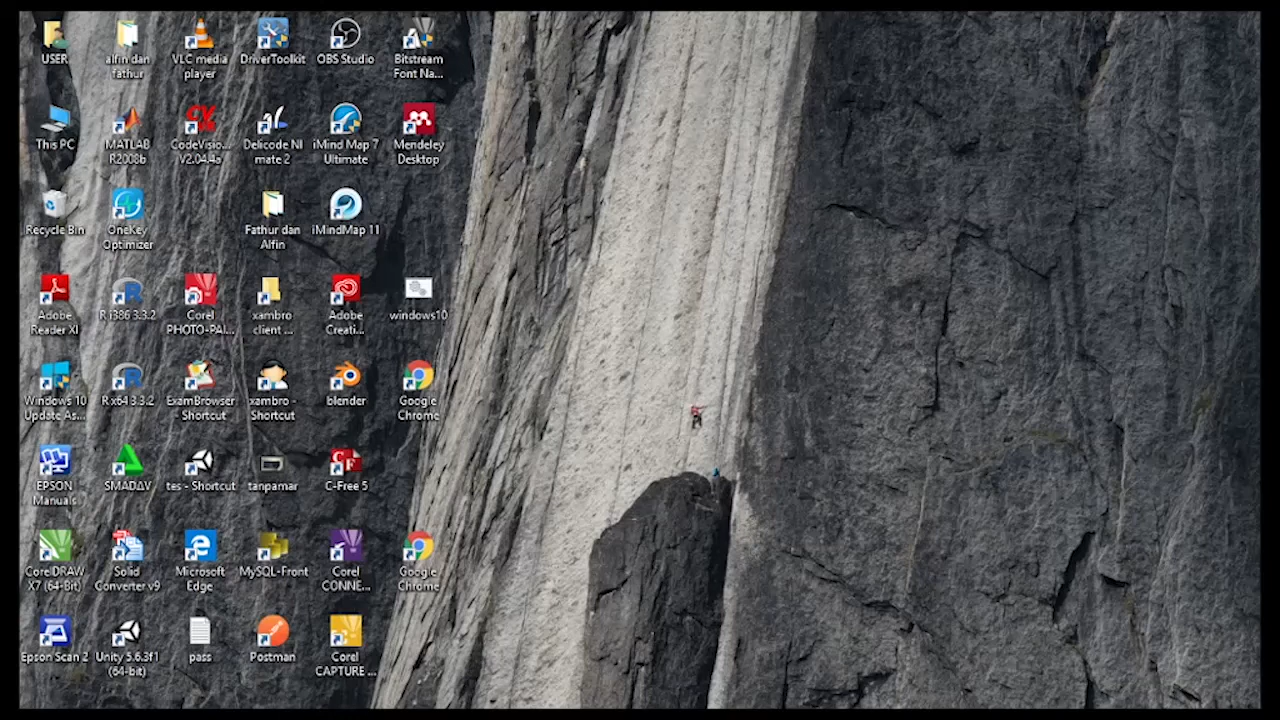 USER
alfin dan
fathur
VLC media
player
DriverToolkit
OBS Studio
Bitstream
Font Na...
This PC
MATLAB
R2008b
CodeVisio...
V2.04.4a
Delicode NI
mate 2
iMind Map 7
Ultimate
Mendeley
Desktop
Recycle Bin
OneKey
Optimizer
Fathur dan
Alfin
iMindMap 11
Adobe
Reader XI
R i386 3.3.2
Corel
PHOTO-PAI...
xambro
client ...
Adobe
Creati...
windows10
Windows 10
Update As...
R x64 3.3.2
ExamBrowser
- Shortcut
xambro -
Shortcut
blender
Google
Chrome
EPSON
Manuals
SMADAV
tes - Shortcut
tanpamar
C-Free 5
CorelDRAW
X7 (64-Bit)
Solid
Converter v9
Microsoft
Edge
MySQL-Front
Corel
CONNE...
Google
Chrome
Epson Scan 2
Unity 5.6.3f1
(64-bit)
pass
Postman
Corel
CAPTURE ...